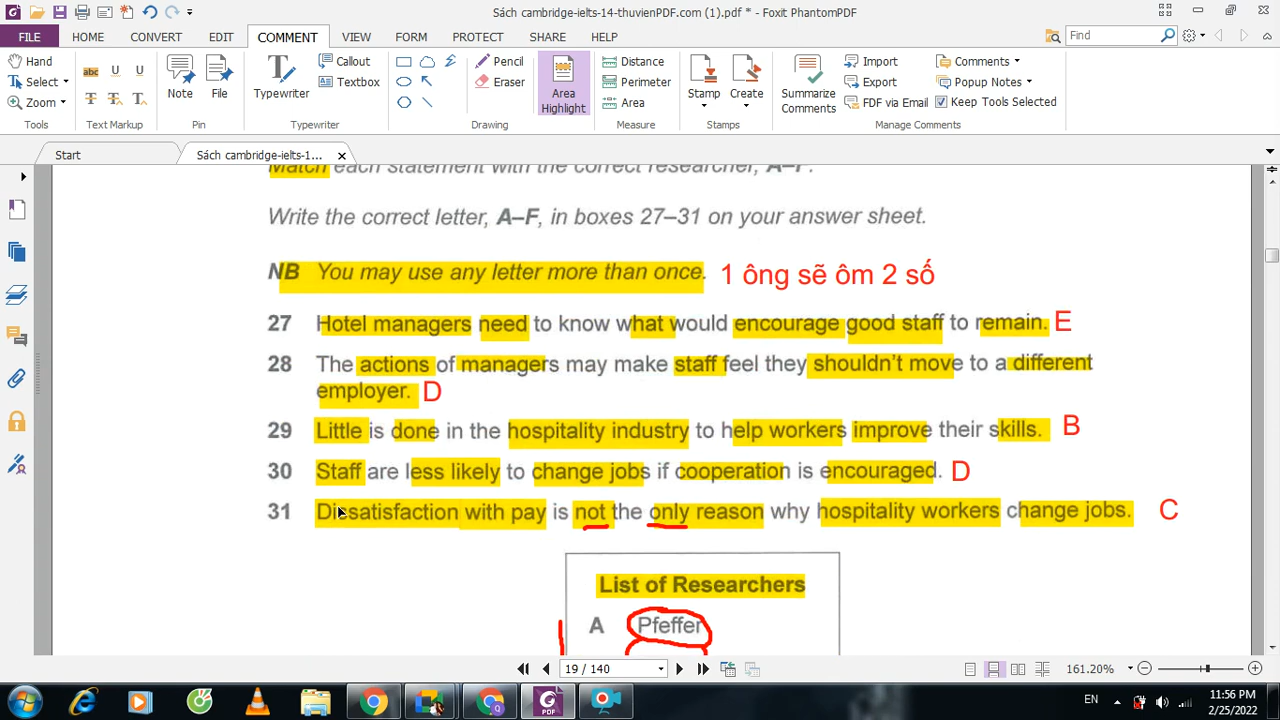 Sách cambridge-ielts-14-thuvienPDF.com (1).pdf * - Foxit PhantomPDF
FILE HOME CONVERT EDIT COMMENT VIEW FORM PROTECT SHARE HELP Find
Hand Select Zoom Tools
abc U U T T T Text Markup
Note File Pin
Typewriter Callout Textbox Typewriter
Pencil Eraser Drawing
Area Highlight
Distance Perimeter Area Measure
Stamp Create Stamps
Summarize Comments Import Export FDF via Email Comments Popup Notes Keep Tools Selected Manage Comments
Start Sách cambridge-ielts-1...
Match each statement with the correct researcher, A–F.
Write the correct letter, A–F, in boxes 27–31 on your answer sheet.
NB You may use any letter more than once. 1 ông sẽ ôm 2 số
27 Hotel managers need to know what would encourage good staff to remain. E
28 The actions of managers may make staff feel they shouldn't move to a different
employer. D
29 Little is done in the hospitality industry to help workers improve their skills. B
30 Staff are less likely to change jobs if cooperation is encouraged. D
31 Dissatisfaction with pay is not the only reason why hospitality workers change jobs. C
List of Researchers
A Pfeffer
19 / 140 161.20%
PDF EN 11:56 PM
2/25/2022